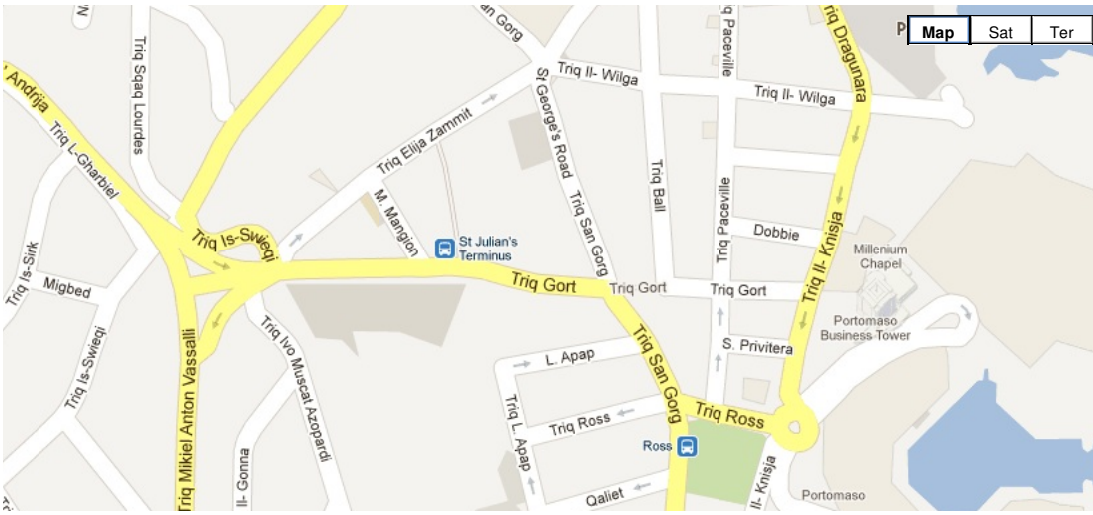 Map
Sat
Ter
an Gorg
Triq Dragunara
Triq Paceville
Triq Sqaq Lourdes
' Andrija
Triq L-Gharbiel
Triq Il- Wilga
Triq Il- Wilga
St George's Road
Triq Elija Zammit
M. Mangion
Triq San Gorg
Triq Ball
Triq Paceville
Triq Il- Knisja
Dobbie
Triq Is-Swieqi
St Julian's
Terminus
Millenium
Chapel
Triq Is-Sirk
Migbed
Triq Gort
Triq Gort
Triq Gort
Portomaso
Business Tower
Triq Is-Swieqi
Triq Mikiel Anton Vassalli
Triq Ivo Muscat Azopardi
L. Apap
Triq San Gorg
S. Privitera
Triq L. Apap
Triq Ross
Triq Ross
Ross
Il- Gonna
Qaliet
Il- Knisja
Portomaso